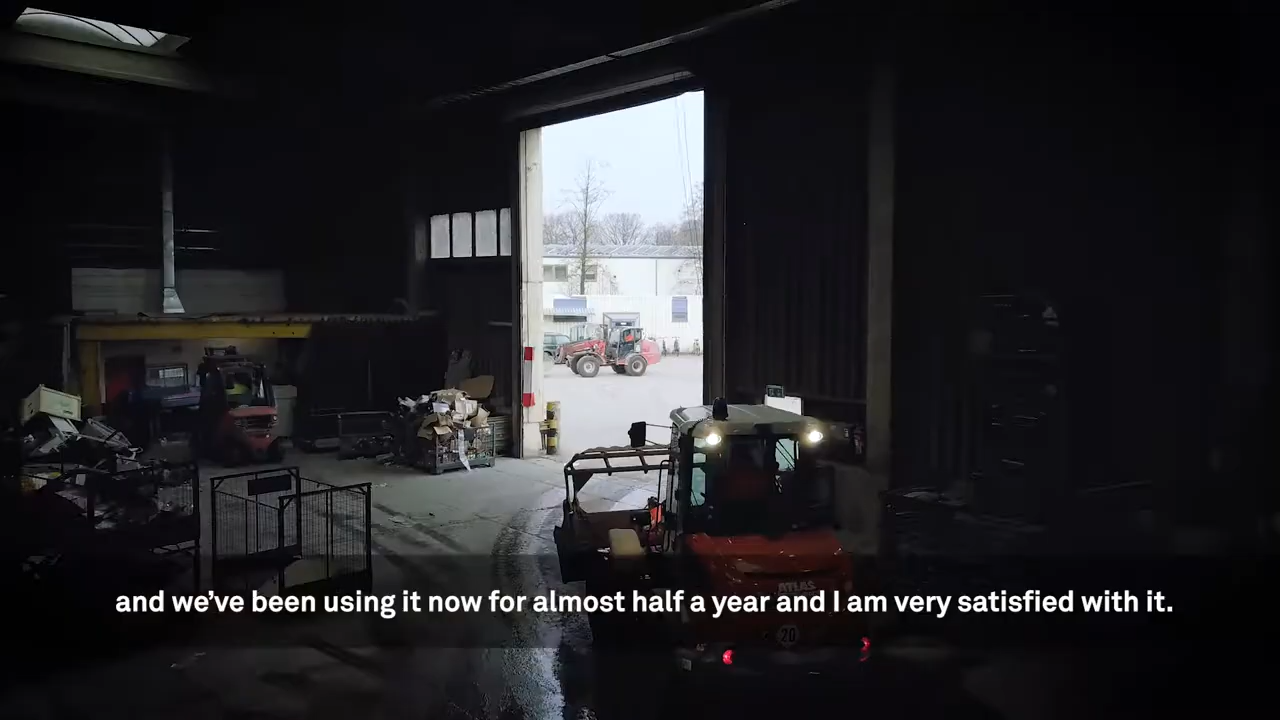 and we’ve been using it now for almost half a year and I am very satisfied with it.
ATLAS
20